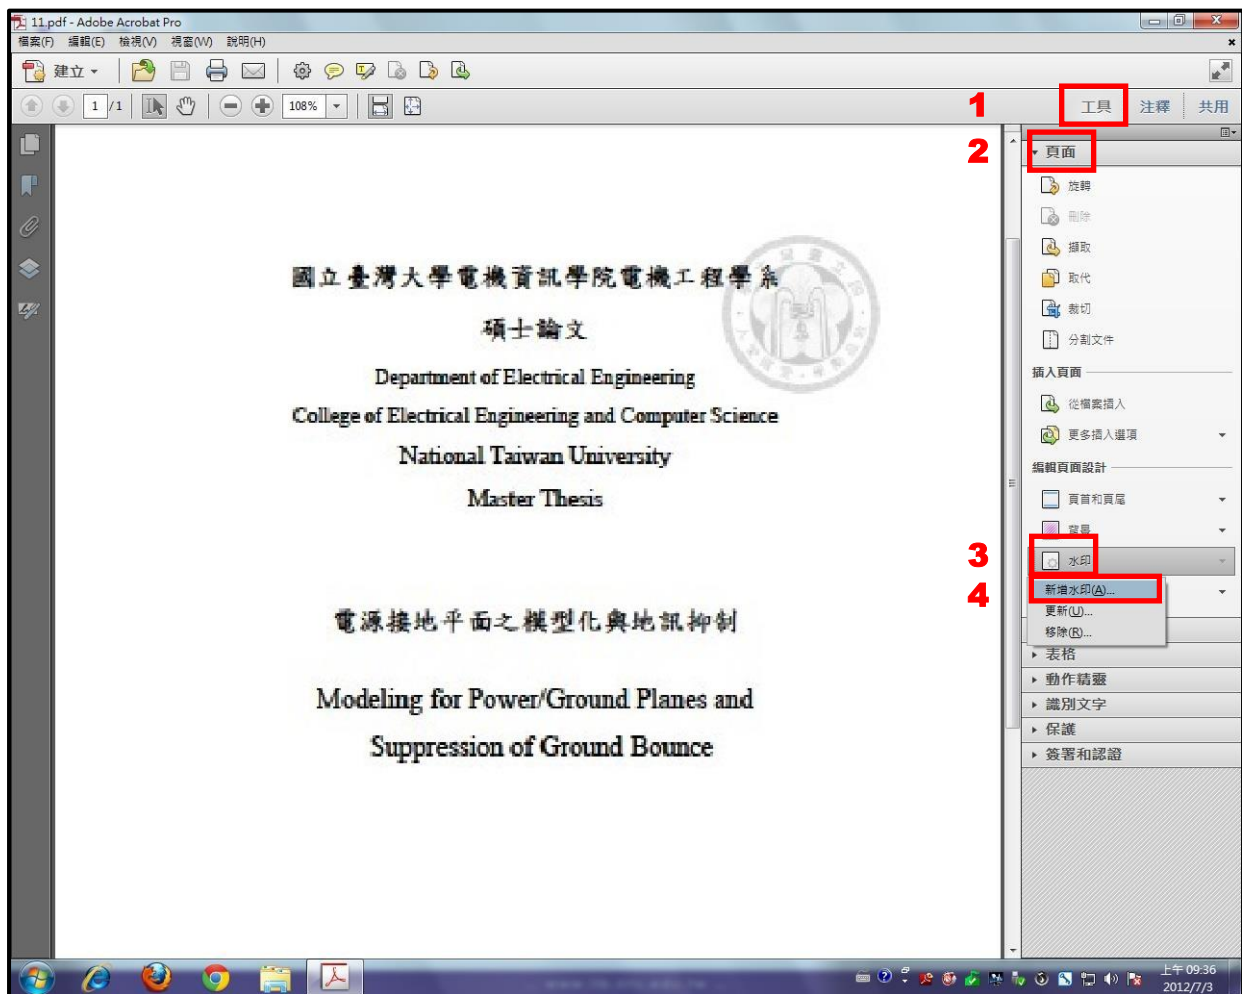 11.pdf - Adobe Acrobat Pro
檔案(F) 編輯(E) 檢視(V) 視窗(W) 說明(H)
建立
1 /1 108%
1 工具 注釋 共用
2 頁面
旋轉
刪除
擷取
取代
裁切
分割文件
插入頁面
從檔案插入
更多插入選項
編輯頁面設計
頁首和頁尾
背景
3 水印
4 新增水印(A)...
更新(U)...
移除(R)...
表格
動作精靈
識別文字
保護
簽署和認證
國立臺灣大學電機資訊學院電機工程學系
碩士論文
Department of Electrical Engineering
College of Electrical Engineering and Computer Science
National Taiwan University
Master Thesis
電源接地平面之模型化與地訊抑制
Modeling for Power/Ground Planes and
Suppression of Ground Bounce
上午 09:36
2012/7/3